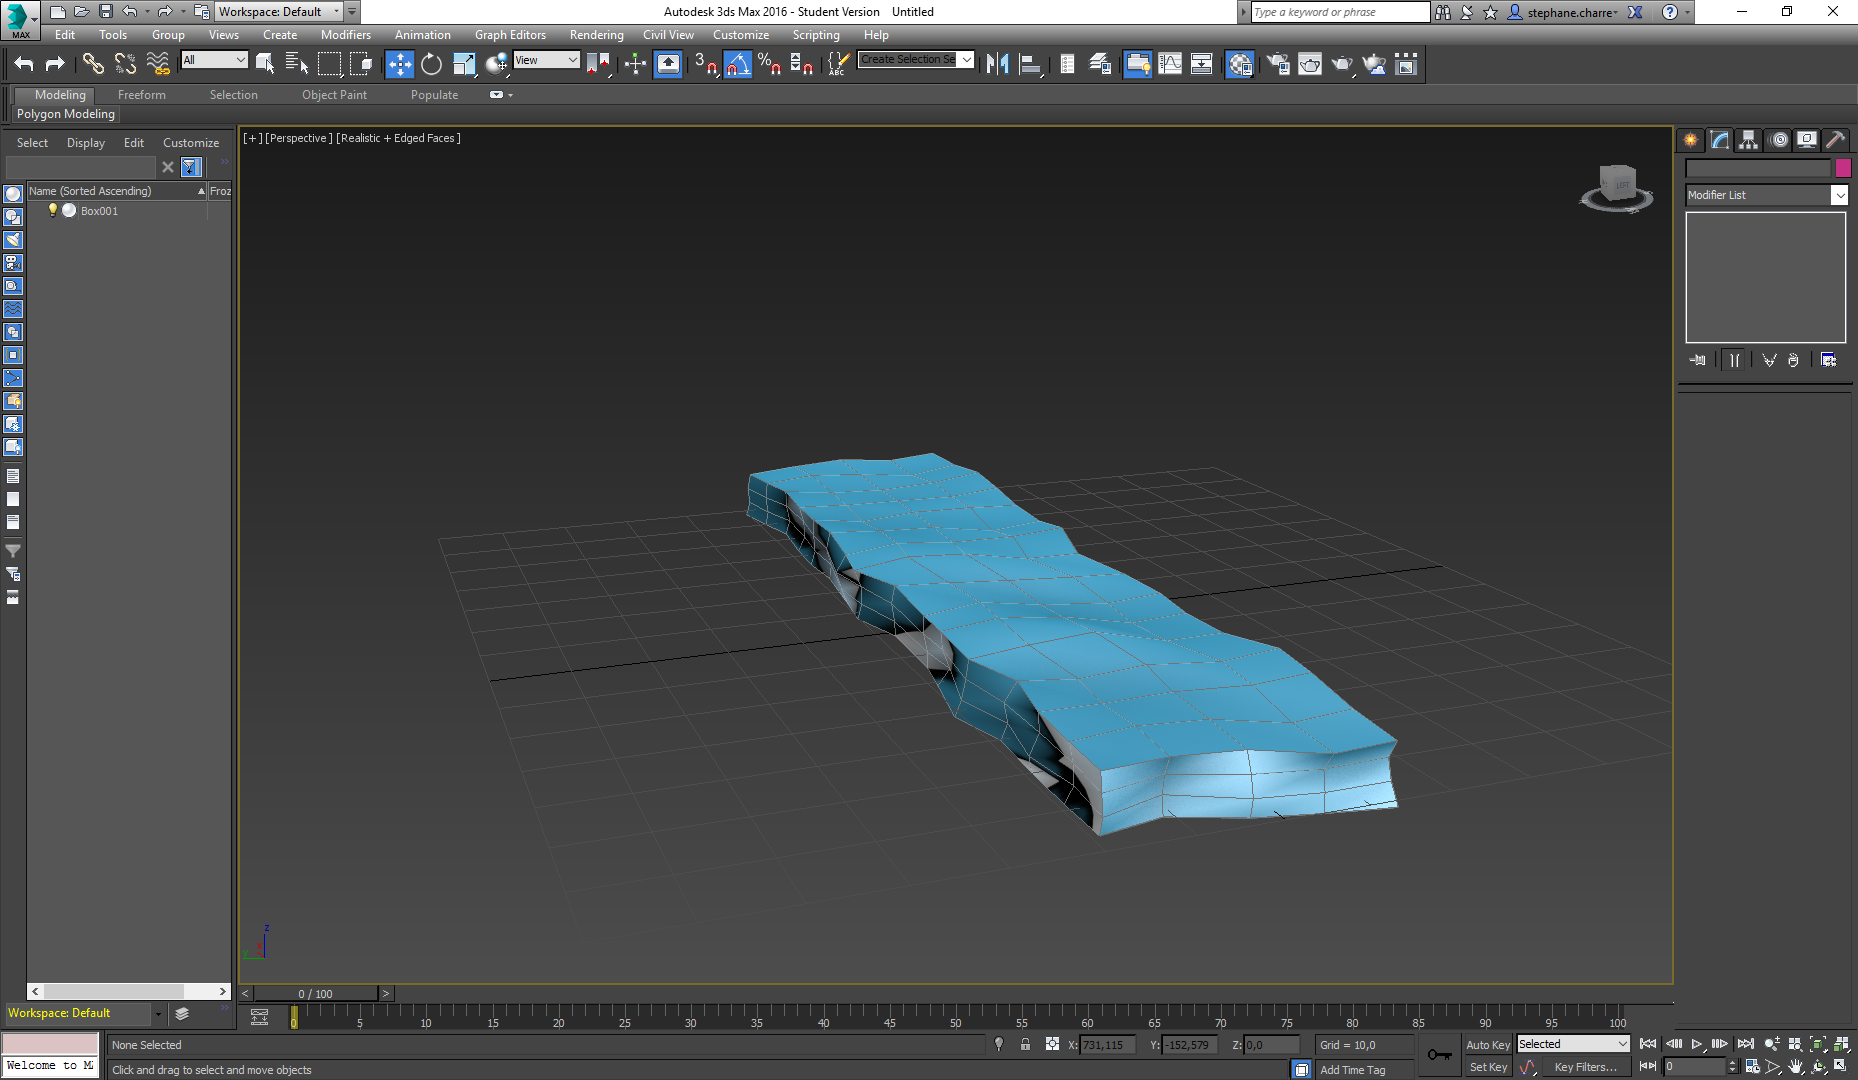 Workspace: Default
Autodesk 3ds Max 2016 - Student Version Untitled
Type a keyword or phrase
stephane.charre
MAX
Edit Tools Group Views Create Modifiers Animation Graph Editors Rendering Civil View Customize Scripting Help
All
View
3
%
ABC
Create Selection Se
Modeling Freeform Selection Object Paint Populate
Polygon Modeling
Select Display Edit Customize
Name (Sorted Ascending) Froz
Box001
[+] [Perspective] [Realistic + Edged Faces]
LEFT
Modifier List
z
x
y
< 0 / 100 >
Workspace: Default
0 5 10 15 20 25 30 35 40 45 50 55 60 65 70 75 80 85 90 95 100
None Selected
X: 731,115 Y: -152,579 Z: 0,0
Grid = 10,0
Auto Key Selected
Welcome to M
Click and drag to select and move objects
Add Time Tag
Set Key Key Filters...
0